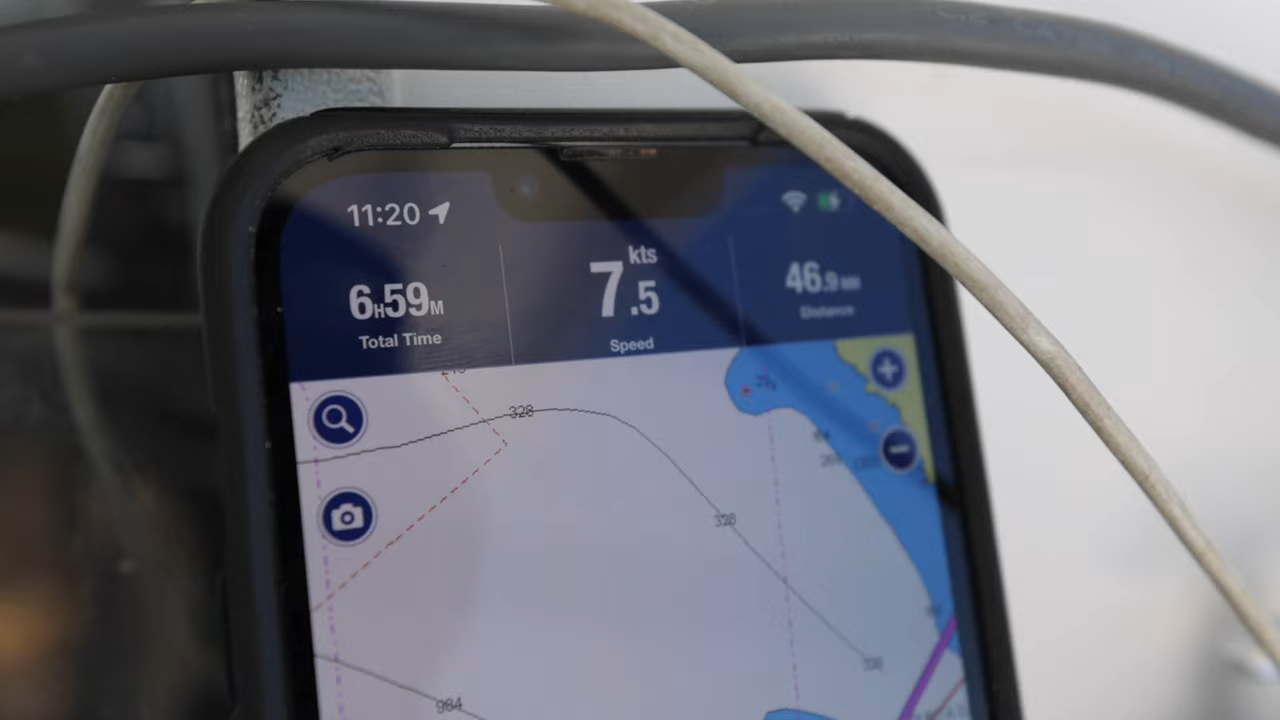 11:20
6H59M
Total Time
7.5 kts
Speed
46.9
Distance
328
328
984